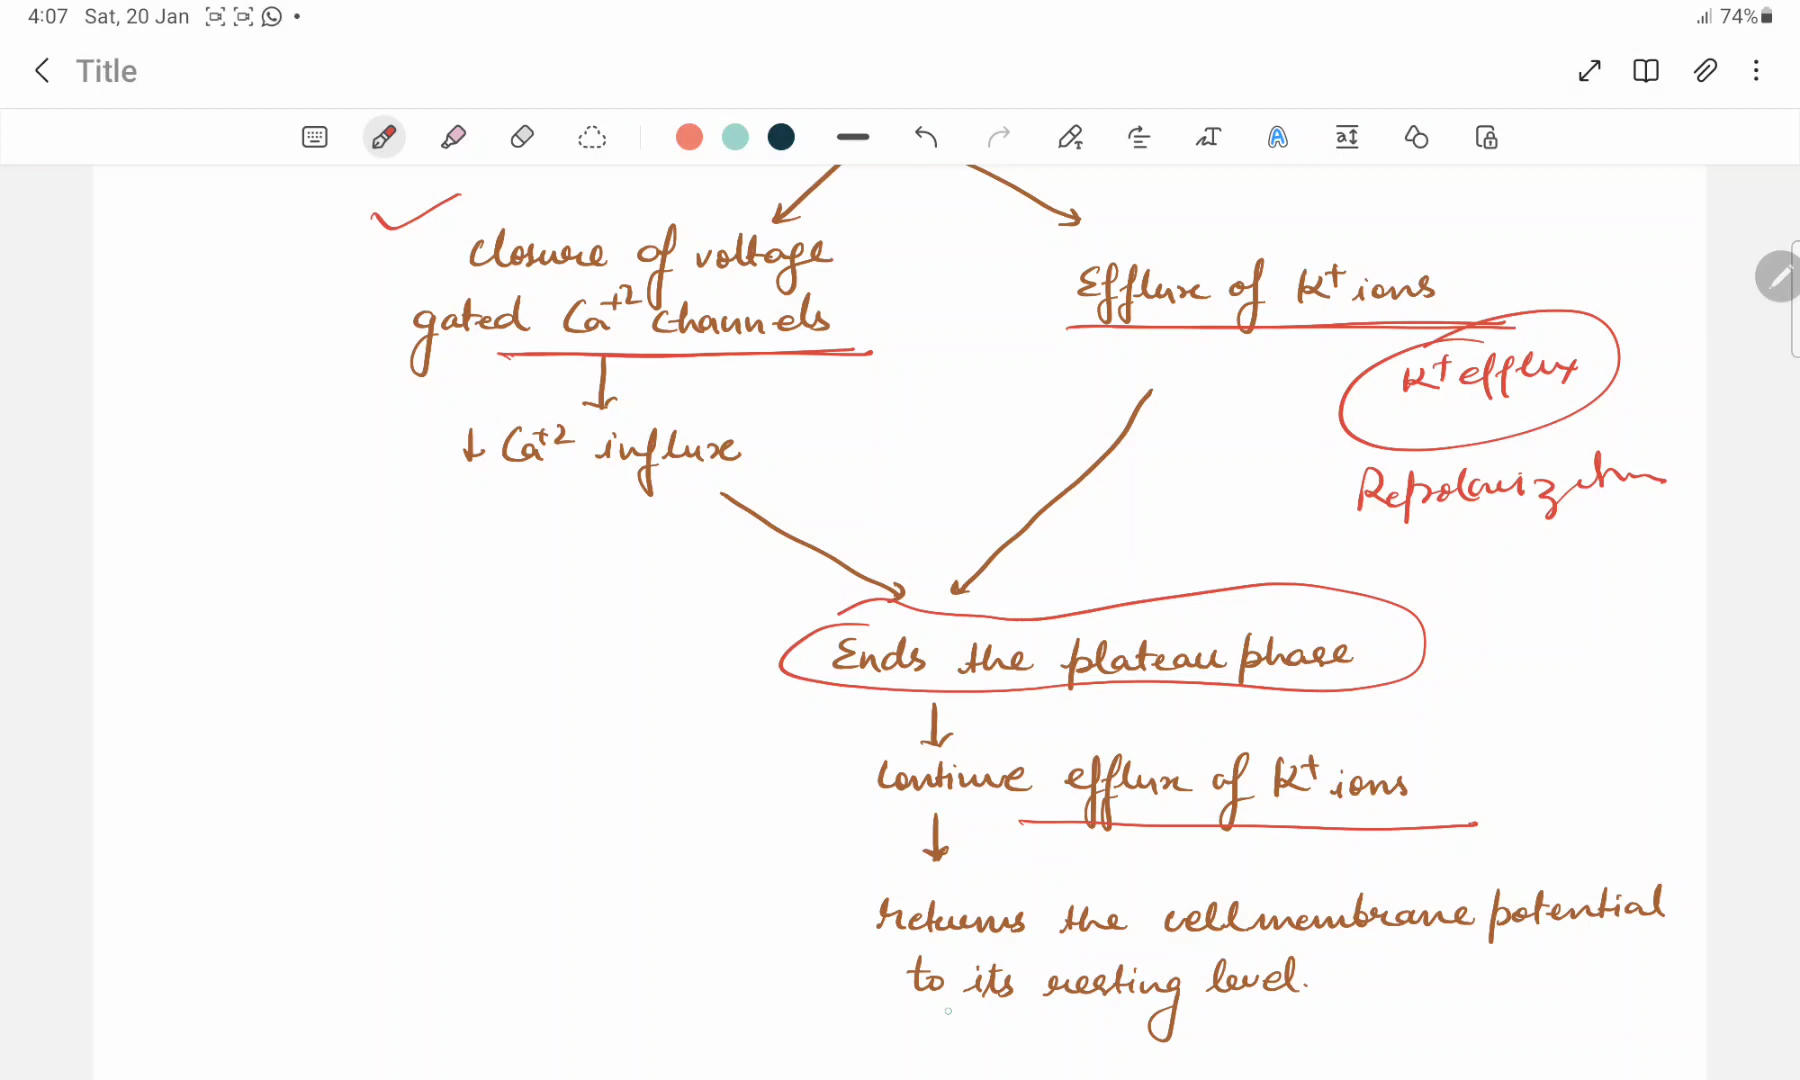 4:07 Sat, 20 Jan
74%
Title
Closure of voltage
gated Ca+2 channels
Efflux of K+ ions
K+ efflux
↓ Ca+2 influx
Repolarization
Ends the plateau phase
Continue efflux of K+ ions
returns the cell membrane potential
to its resting level.